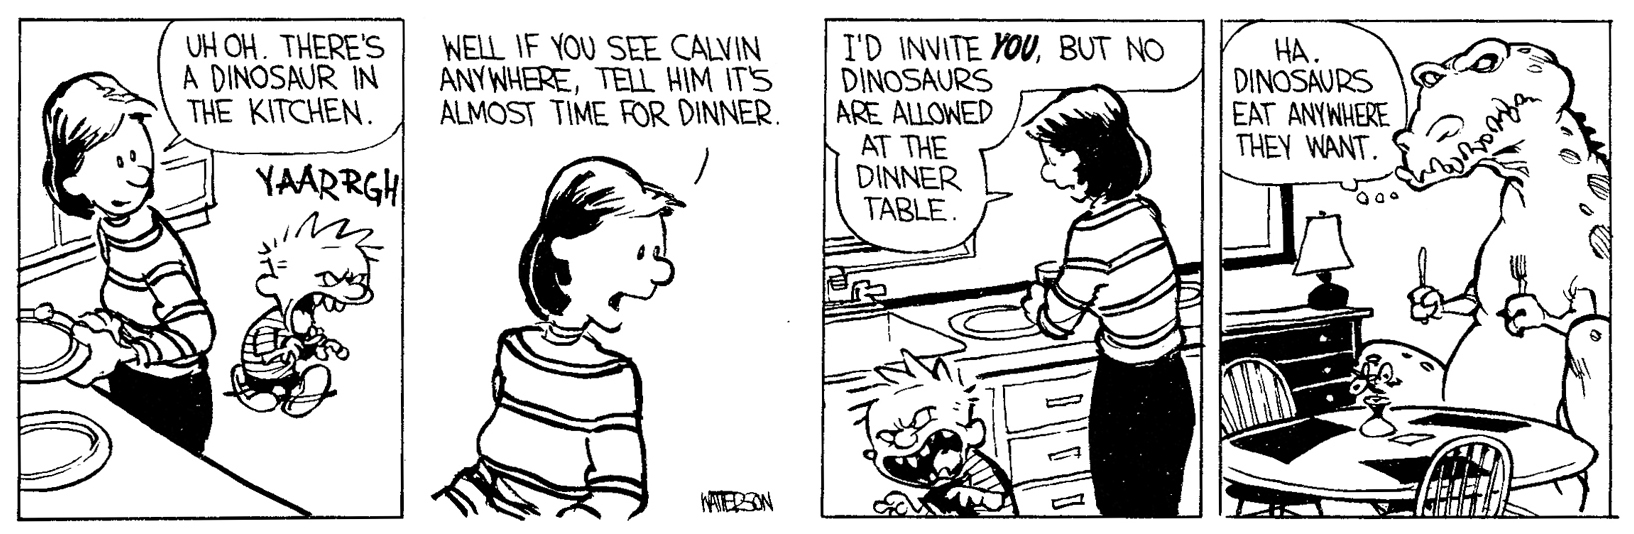 UH OH. THERE'S
A DINOSAUR IN
THE KITCHEN.
YAARRGH
WELL IF YOU SEE CALVIN
ANYWHERE, TELL HIM IT'S
ALMOST TIME FOR DINNER.
WATTERSON
I'D INVITE YOU, BUT NO
DINOSAURS
ARE ALLOWED
AT THE
DINNER
TABLE.
HA.
DINOSAURS
EAT ANYWHERE
THEY WANT.